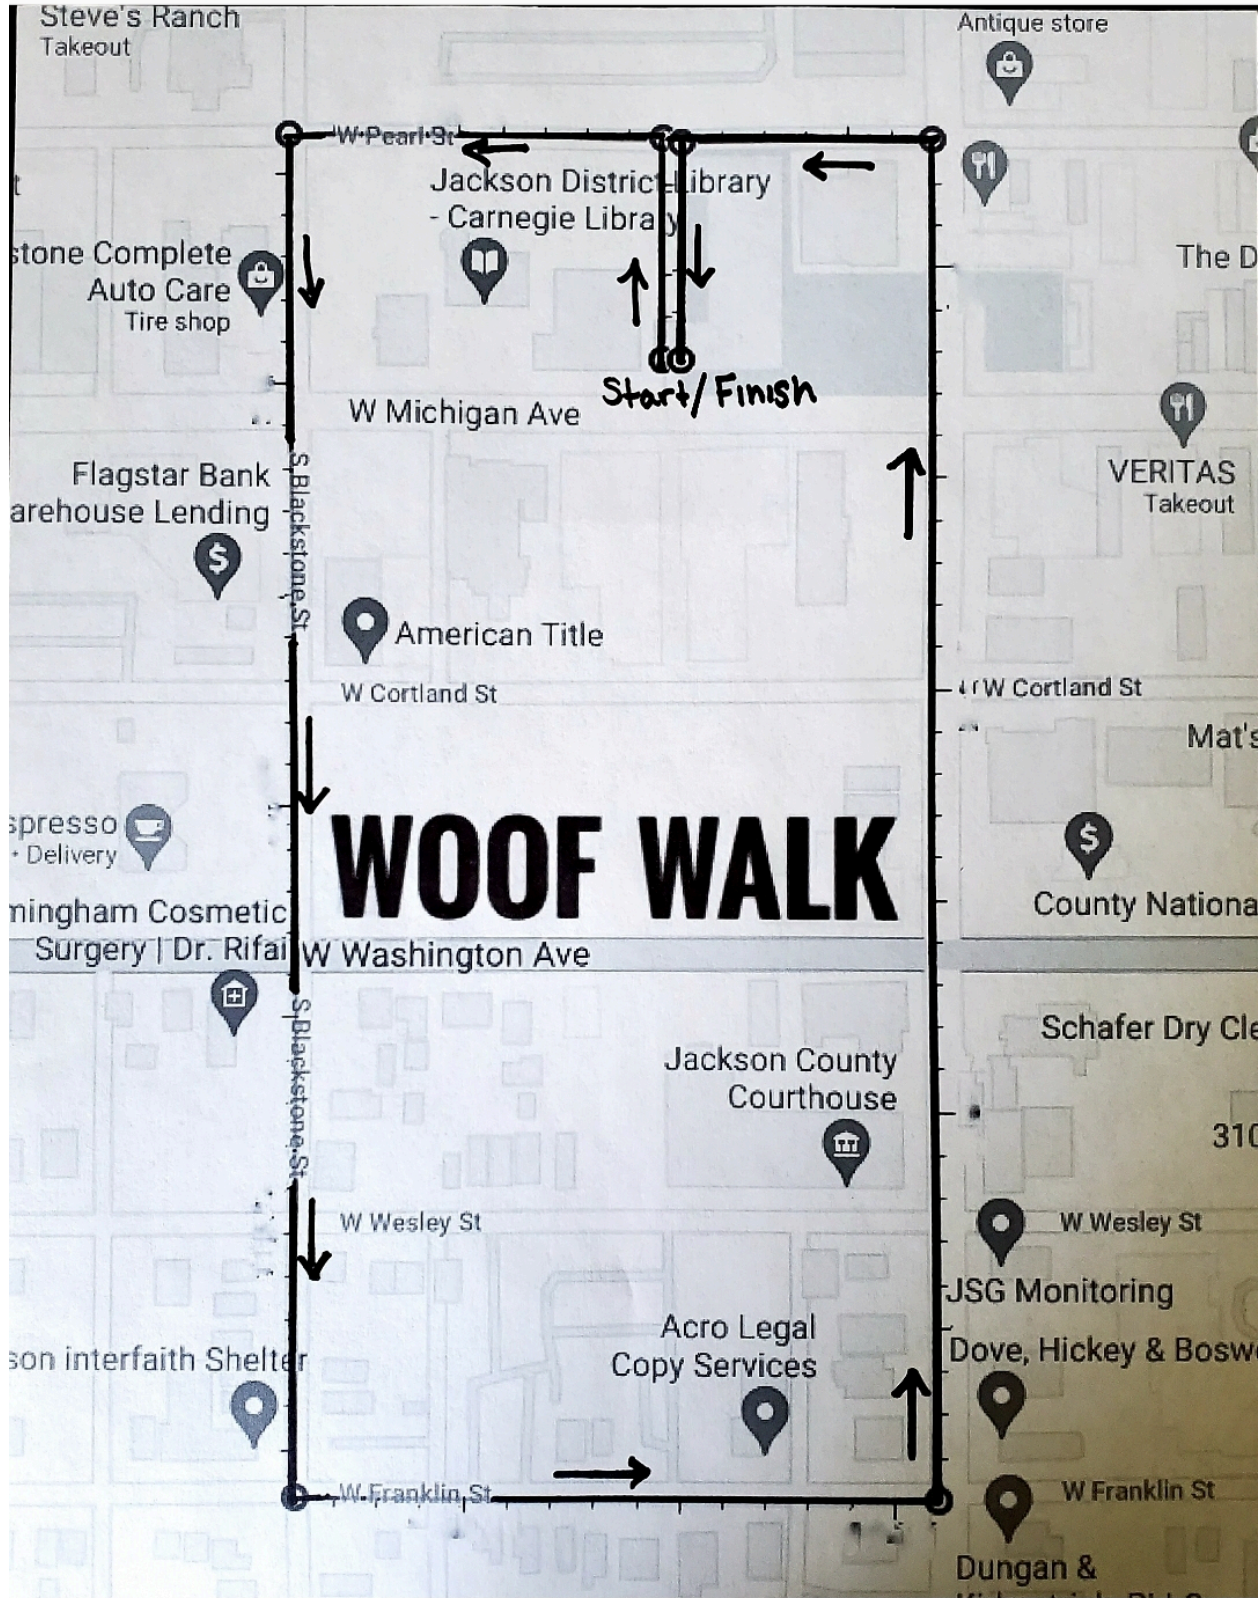 Steve's Ranch
Takeout
Antique store
W Pearl St
Jackson District Library
- Carnegie Library
stone Complete
Auto Care
Tire shop
The D
Start/Finish
W Michigan Ave
Flagstar Bank
arehouse Lending
S Blackstone St
VERITAS
Takeout
American Title
W Cortland St
W Cortland St
Mat's
WOOF WALK
spresso
· Delivery
County Nationa
mingham Cosmetic
Surgery | Dr. Rifai
W Washington Ave
S Blackstone St
Schafer Dry Cle
Jackson County
Courthouse
310
W Wesley St
W Wesley St
JSG Monitoring
Acro Legal
Copy Services
Dove, Hickey & Boswe
son interfaith Shelter
W Franklin St
W Franklin St
Dungan &